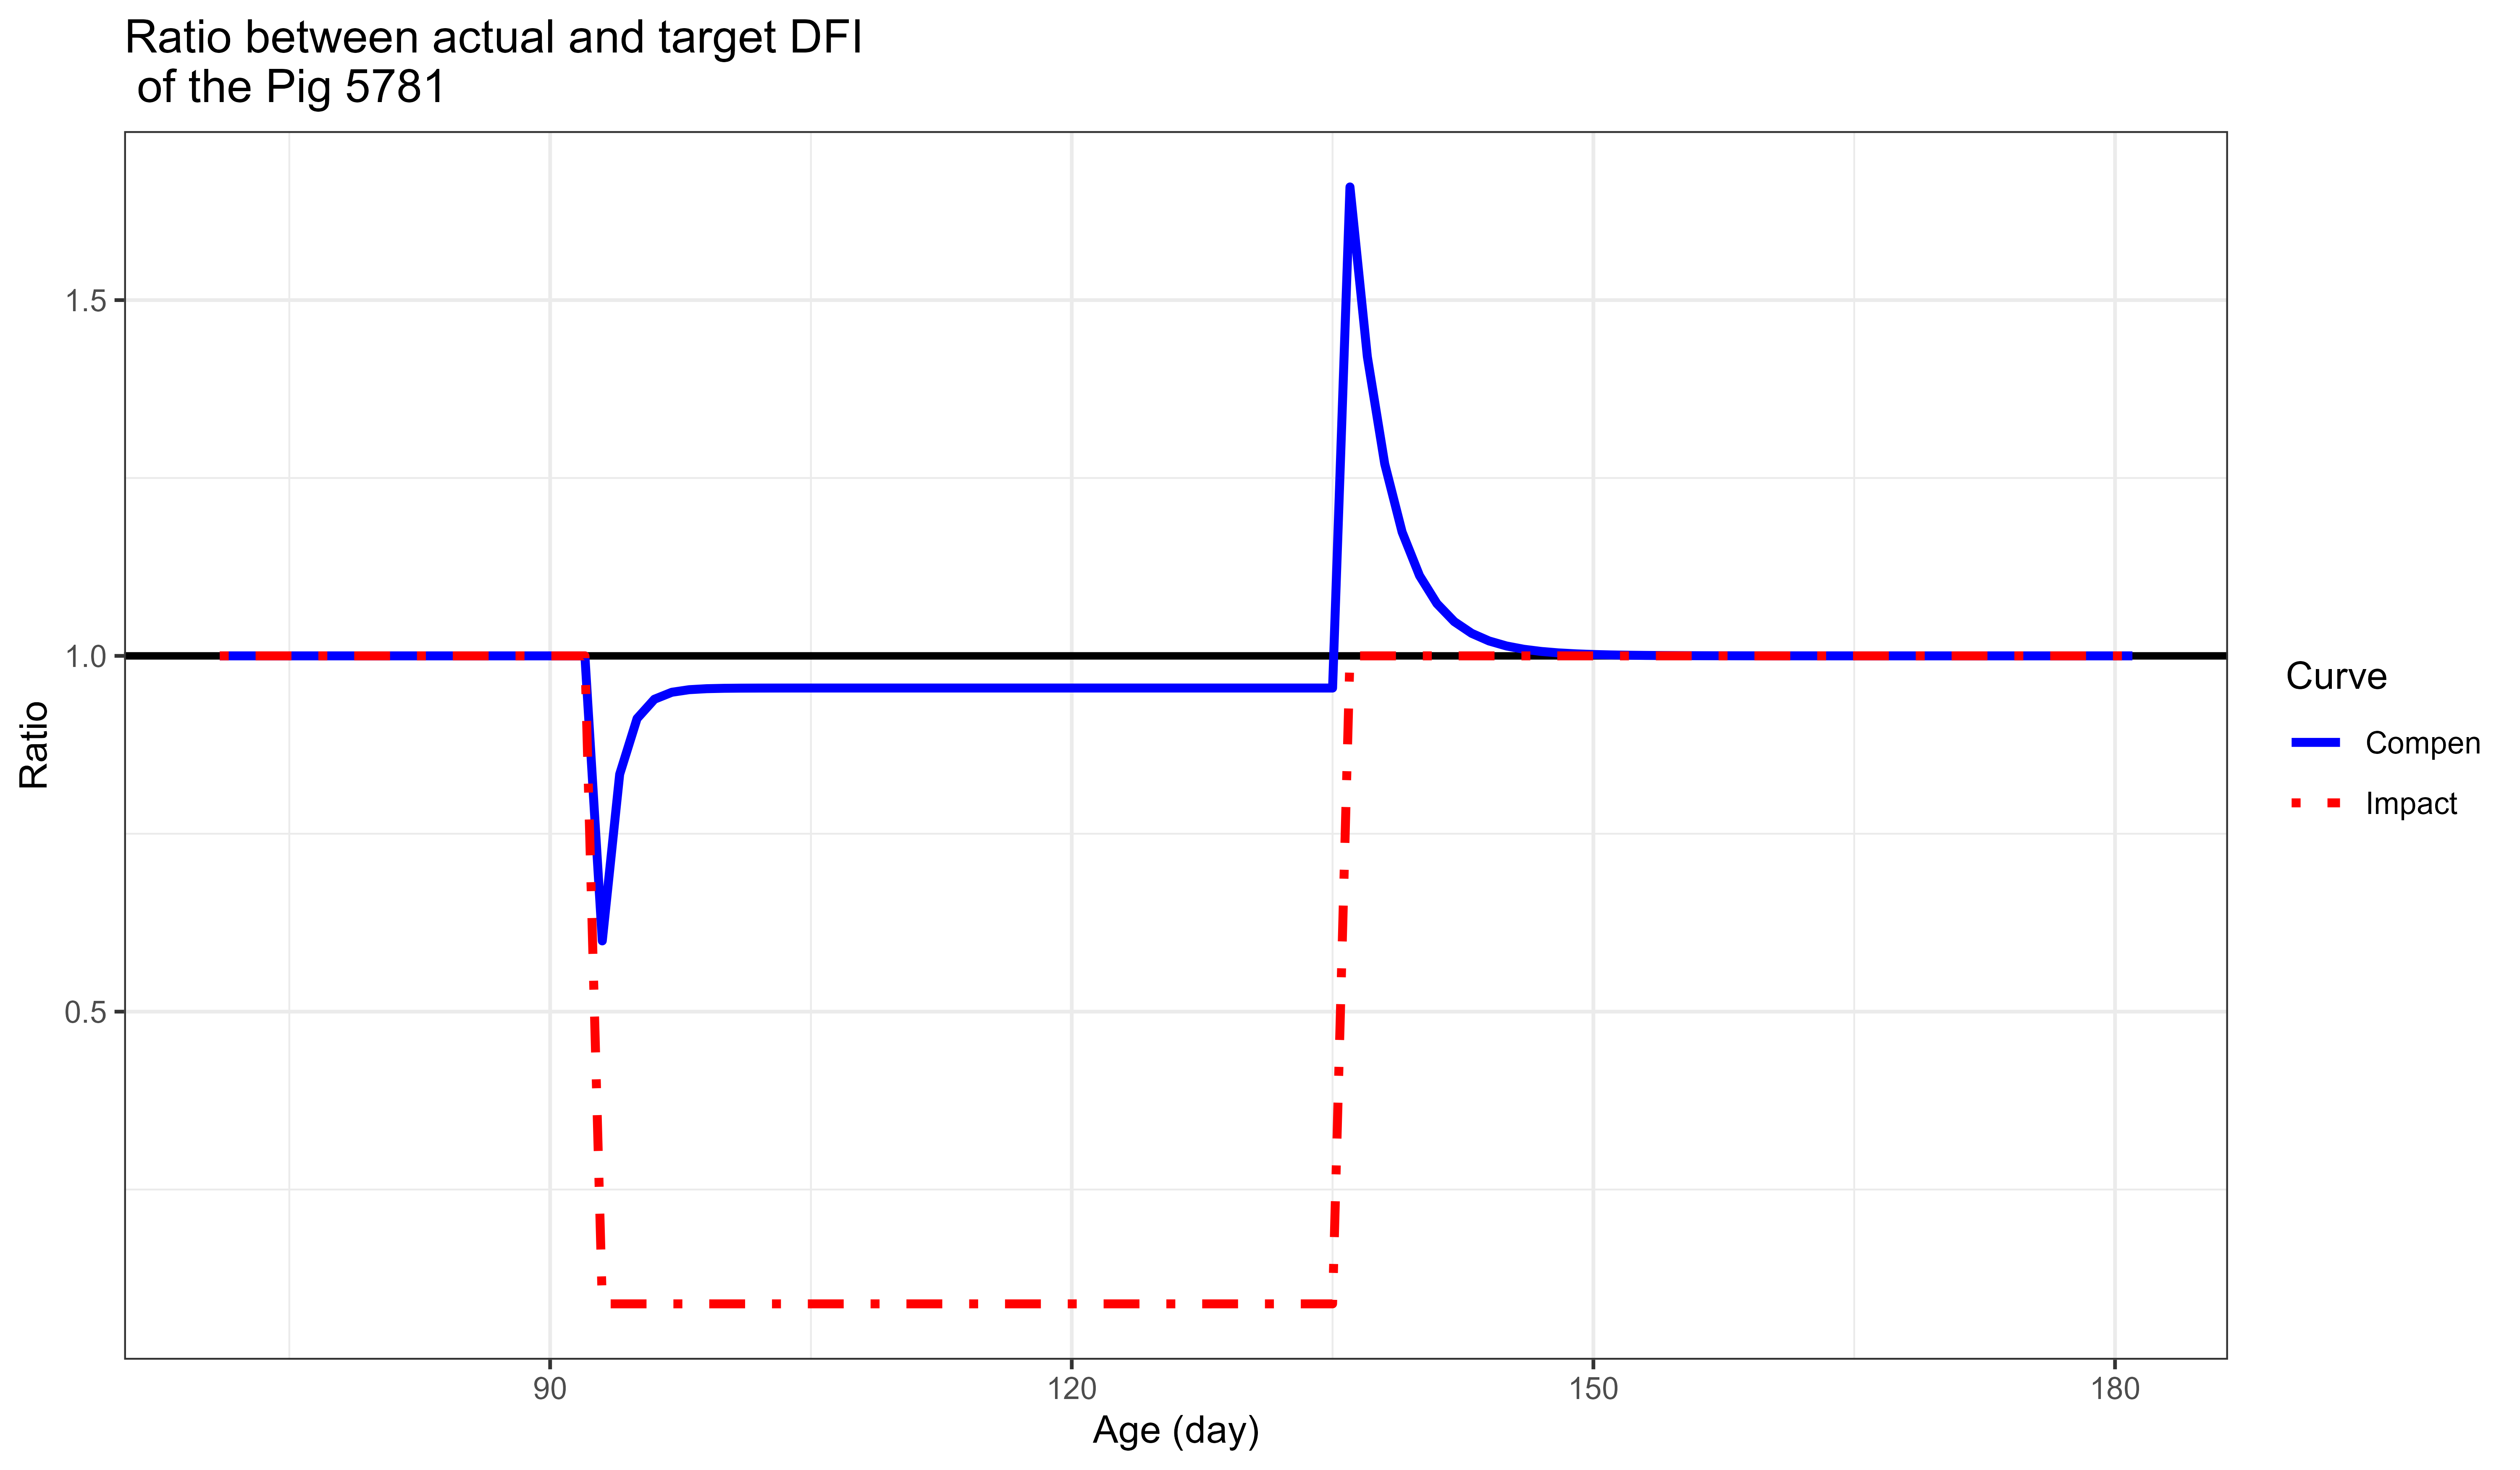 Ratio between actual and target DFI
of the Pig 5781
Ratio
1.5
1.0
0.5
90
120
150
180
Age (day)
Curve
Compen
Impact